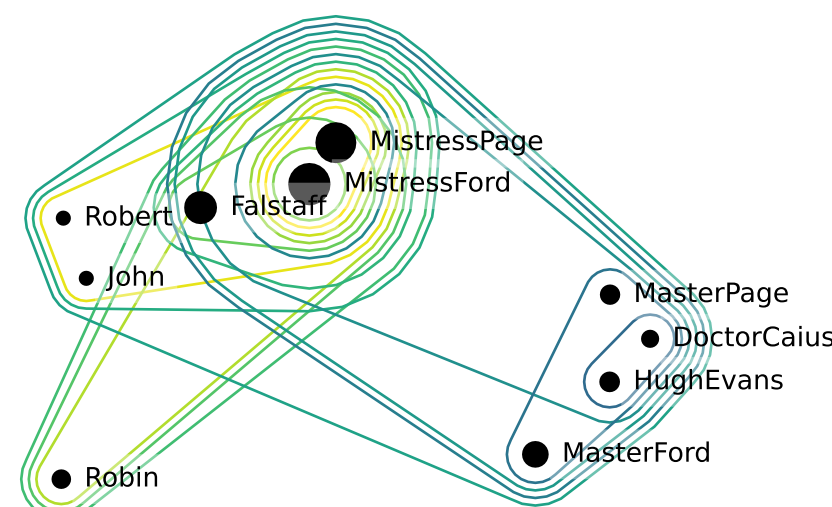 MistressPage
MistressFord
Falstaff
Robert
John
MasterPage
DoctorCaius
HughEvans
MasterFord
Robin